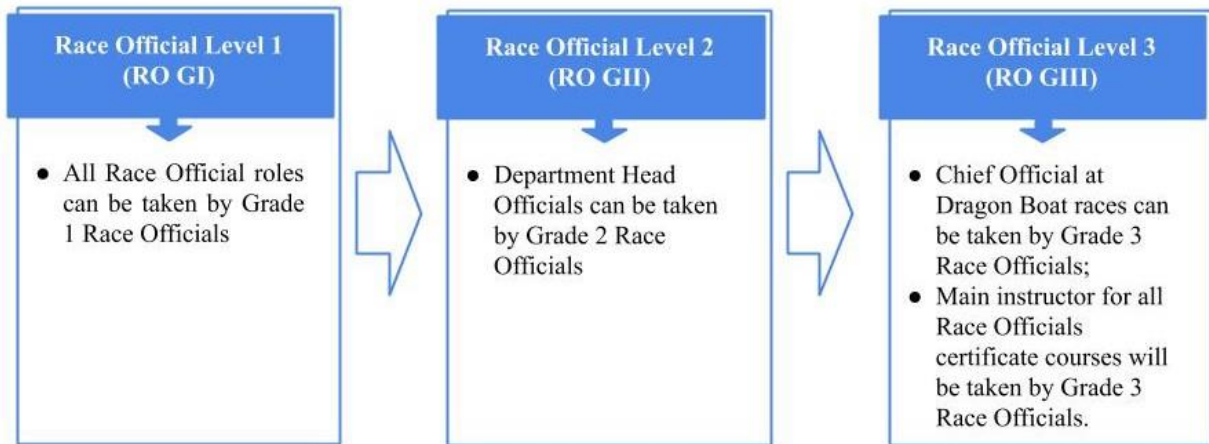 Race Official Level 1
(RO GI)
● All Race Official roles
can be taken by Grade
1 Race Officials
Race Official Level 2
(RO GII)
● Department Head
Officials can be taken
by Grade 2 Race
Officials
Race Official Level 3
(RO GIII)
● Chief Official at
Dragon Boat races can
be taken by Grade 3
Race Officials;
● Main instructor for all
Race Officials
certificate courses will
be taken by Grade 3
Race Officials.